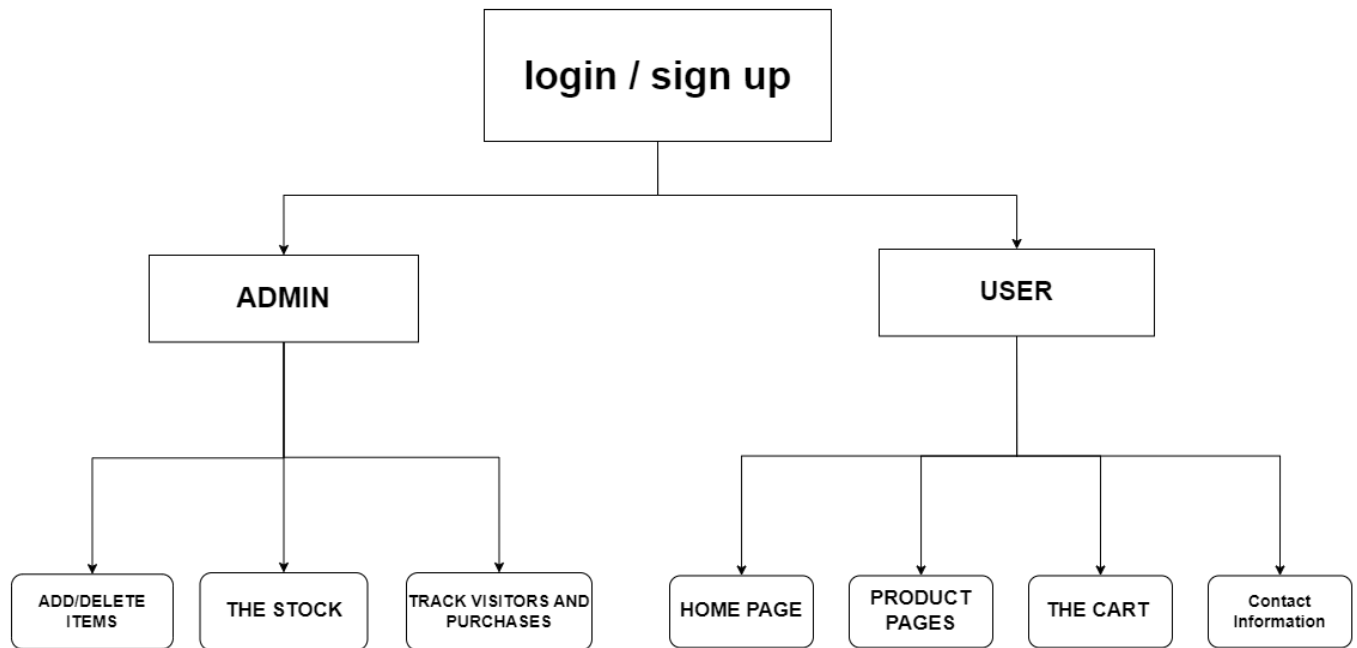 login / sign up
ADMIN
USER
ADD/DELETE
ITEMS
THE STOCK
TRACK VISITORS AND
PURCHASES
HOME PAGE
PRODUCT
PAGES
THE CART
Contact
Information